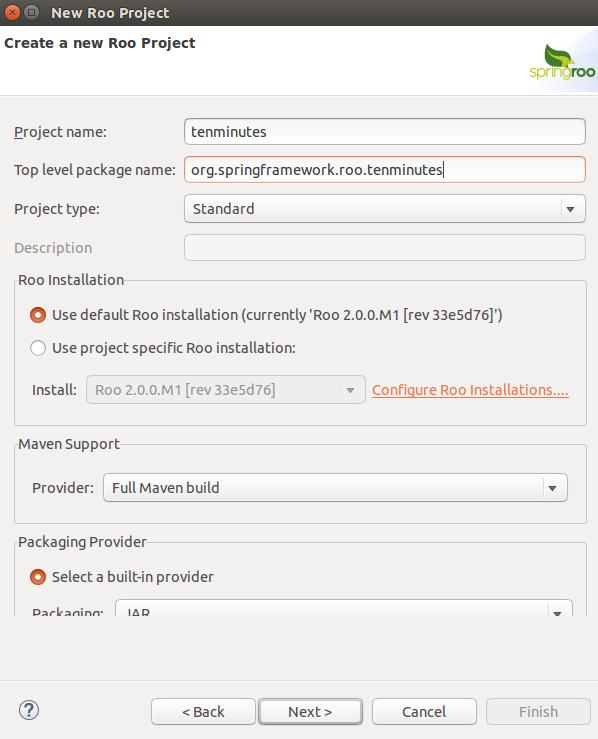 New Roo Project
Create a new Roo Project
springroo
Project name: tenminutes
Top level package name: org.springframework.roo.tenminutes
Project type: Standard
Description
Roo Installation
Use default Roo installation (currently 'Roo 2.0.0.M1 [rev 33e5d76]')
Use project specific Roo installation:
Install: Roo 2.0.0.M1 [rev 33e5d76] Configure Roo Installations....
Maven Support
Provider: Full Maven build
Packaging Provider
Select a built-in provider
Packaging: JAR
? < Back Next > Cancel Finish